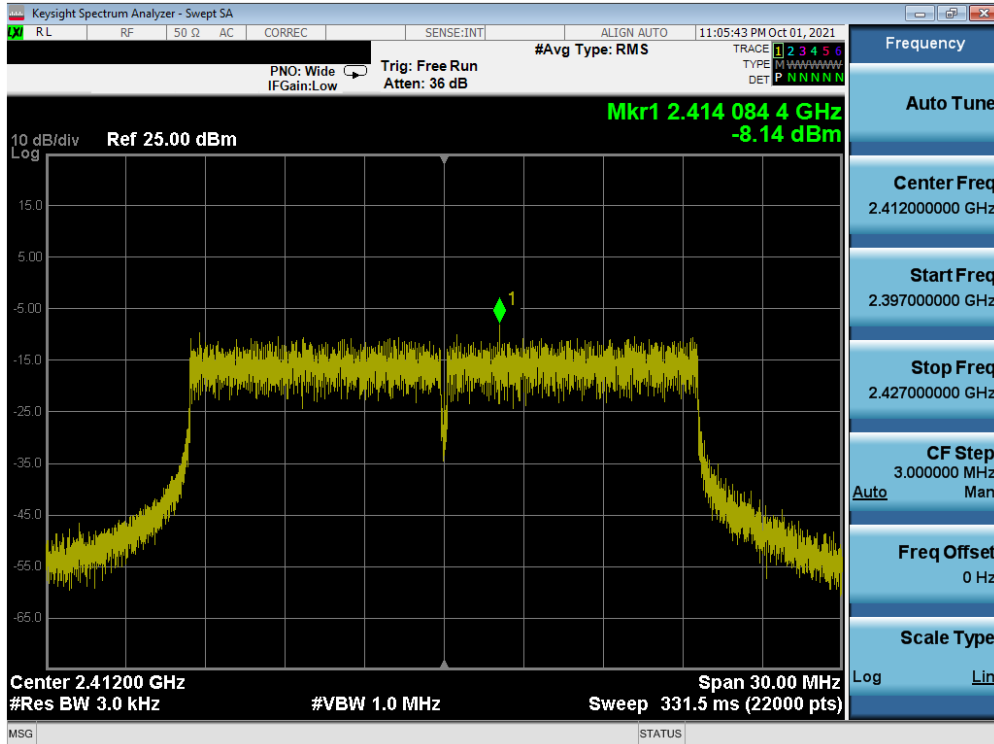 Keysight Spectrum Analyzer - Swept SA
LXI RL RF 50 Ω AC CORREC SENSE:INT ALIGN AUTO 11:05:43 PM Oct 01, 2021
#Avg Type: RMS
TRACE 1 2 3 4 5 6
TYPE M WWWWW
DET P N N N N N
PNO: Wide
IFGain:Low
Trig: Free Run
Atten: 36 dB
Mkr1 2.414 084 4 GHz
-8.14 dBm
10 dB/div Ref 25.00 dBm
Log
15.0
5.00
-5.00
-15.0
-25.0
-35.0
-45.0
-55.0
-65.0
1
Center 2.41200 GHz Span 30.00 MHz
#Res BW 3.0 kHz #VBW 1.0 MHz Sweep 331.5 ms (22000 pts)
MSG STATUS
Frequency
Auto Tune
Center Freq
2.412000000 GHz
Start Freq
2.397000000 GHz
Stop Freq
2.427000000 GHz
CF Step
3.000000 MHz
Auto Man
Freq Offset
0 Hz
Scale Type
Log Lin